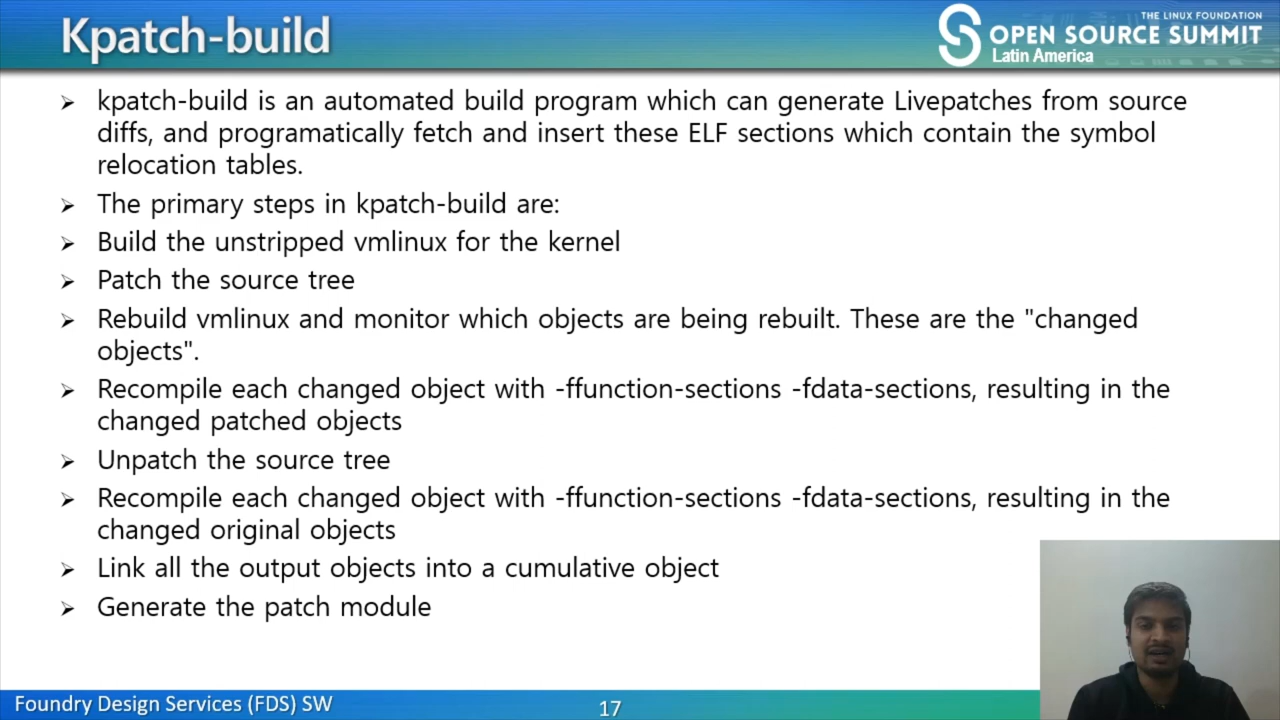 Kpatch-build
THE LINUX FOUNDATION
OPEN SOURCE SUMMIT
Latin America
➢ kpatch-build is an automated build program which can generate Livepatches from source
diffs, and programatically fetch and insert these ELF sections which contain the symbol
relocation tables.
➢ The primary steps in kpatch-build are:
➢ Build the unstripped vmlinux for the kernel
➢ Patch the source tree
➢ Rebuild vmlinux and monitor which objects are being rebuilt. These are the "changed
objects".
➢ Recompile each changed object with -ffunction-sections -fdata-sections, resulting in the
changed patched objects
➢ Unpatch the source tree
➢ Recompile each changed object with -ffunction-sections -fdata-sections, resulting in the
changed original objects
➢ Link all the output objects into a cumulative object
➢ Generate the patch module
Foundry Design Services (FDS) SW
17